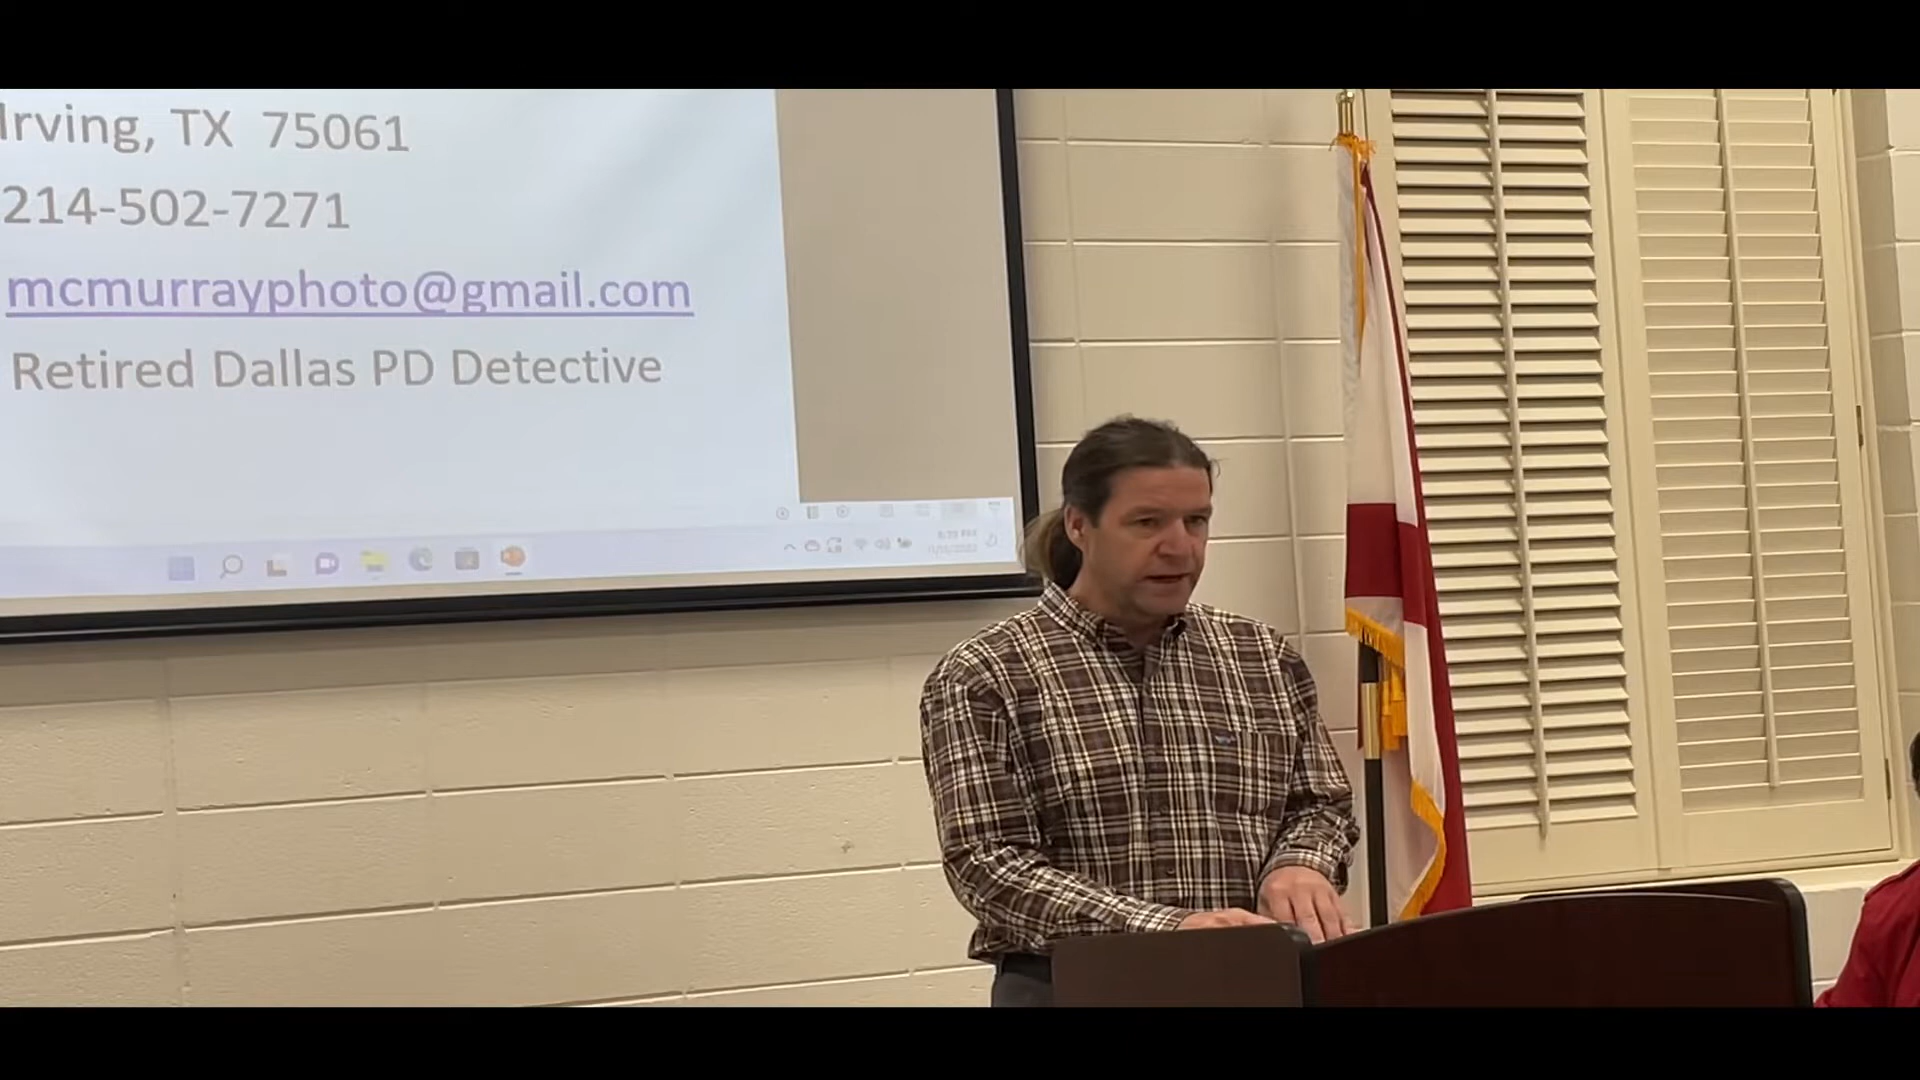 Irving, TX 75061
214-502-7271
mcmurrayphoto@gmail.com
Retired Dallas PD Detective